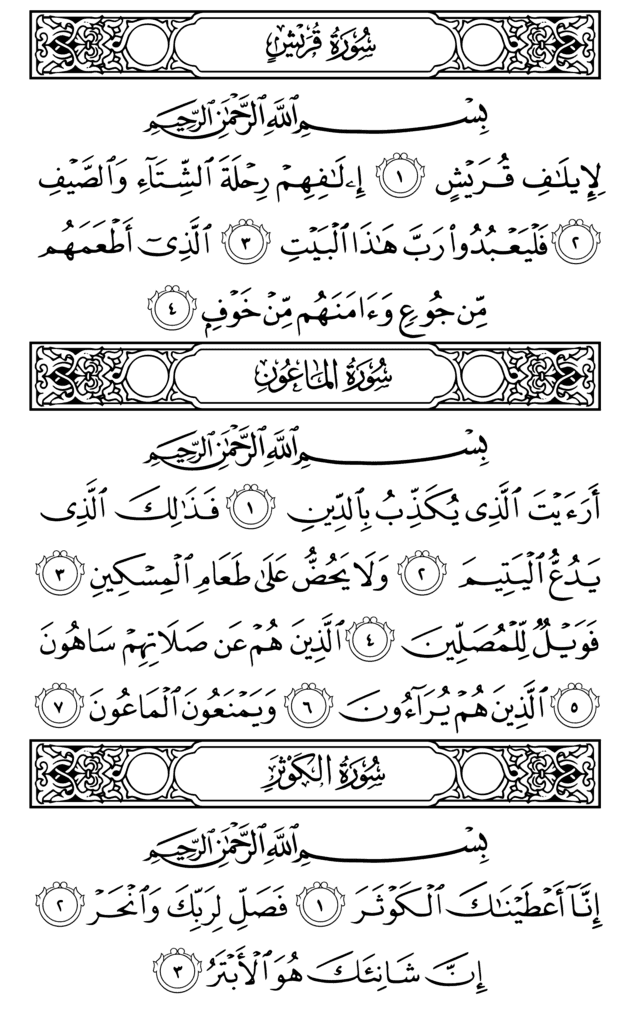 سُورَةُ قُرَيْشٍ
بِسْمِ ٱللَّهِ ٱلرَّحْمَٰنِ ٱلرَّحِيمِ
لِإِيلَٰفِ قُرَيْشٍ ١ إِۦلَٰفِهِمْ رِحْلَةَ ٱلشِّتَآءِ وَٱلصَّيْفِ
٢ فَلْيَعْبُدُوا۟ رَبَّ هَٰذَا ٱلْبَيْتِ ٣ ٱلَّذِىٓ أَطْعَمَهُم
مِّن جُوعٍ وَءَامَنَهُم مِّنْ خَوْفٍۭ ٤
سُورَةُ المَاعُونِ
بِسْمِ ٱللَّهِ ٱلرَّحْمَٰنِ ٱلرَّحِيمِ
أَرَءَيْتَ ٱلَّذِى يُكَذِّبُ بِٱلدِّينِ ١ فَذَٰلِكَ ٱلَّذِى
يَدُعُّ ٱلْيَتِيمَ ٢ وَلَا يَحُضُّ عَلَىٰ طَعَامِ ٱلْمِسْكِينِ ٣
فَوَيْلٌ لِّلْمُصَلِّينَ ٤ ٱلَّذِينَ هُمْ عَن صَلَاتِهِمْ سَاهُونَ
٥ ٱلَّذِينَ هُمْ يُرَآءُونَ ٦ وَيَمْنَعُونَ ٱلْمَاعُونَ ٧
سُورَةُ الكَوْثَرَ
بِسْمِ ٱللَّهِ ٱلرَّحْمَٰنِ ٱلرَّحِيمِ
إِنَّآ أَعْطَيْنَٰكَ ٱلْكَوْثَرَ ١ فَصَلِّ لِرَبِّكَ وَٱنْحَرْ ٢
إِنَّ شَانِئَكَ هُوَ ٱلْأَبْتَرُ ٣